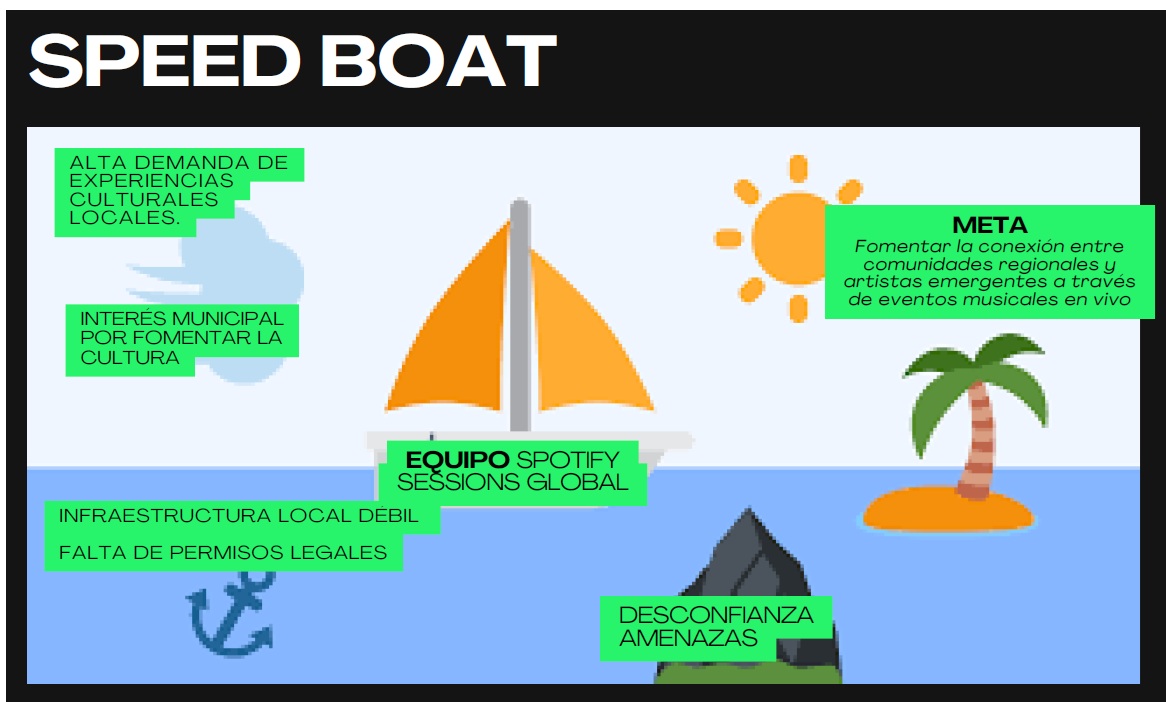 SPEED BOAT
ALTA DEMANDA DE
EXPERIENCIAS
CULTURALES
LOCALES.
META
Fomentar la conexión entre
comunidades regionales y
artistas emergentes a través
de eventos musicales en vivo
INTERÉS MUNICIPAL
POR FOMENTAR LA
CULTURA
EQUIPO SPOTIFY
SESSIONS GLOBAL
INFRAESTRUCTURA LOCAL DÉBIL
FALTA DE PERMISOS LEGALES
DESCONFIANZA
AMENAZAS